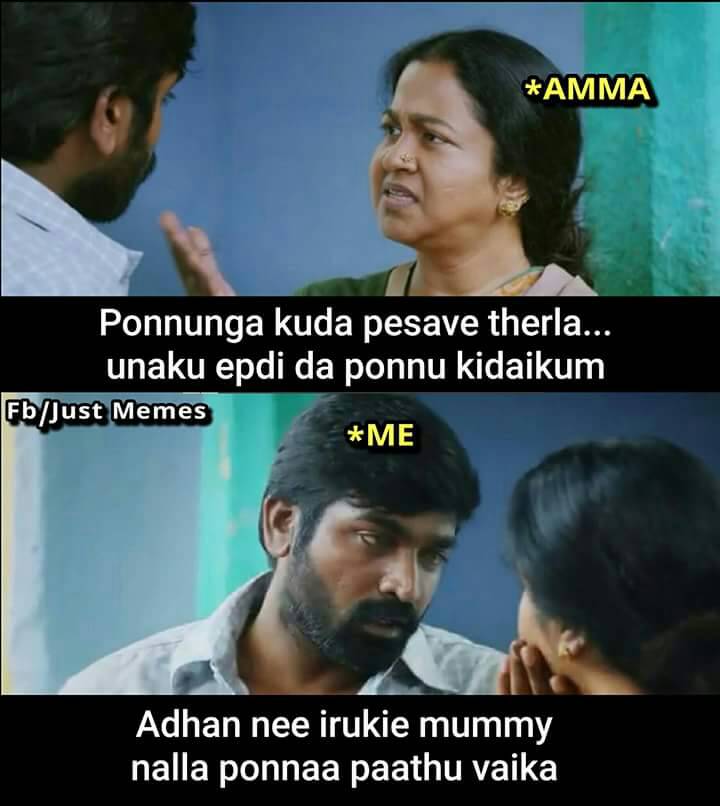 *AMMA
Ponnunga kuda pesave therla...
unaku epdi da ponnu kidaikum
Fb/Just Memes
*ME
Adhan nee irukie mummy
nalla ponnaa paathu vaika